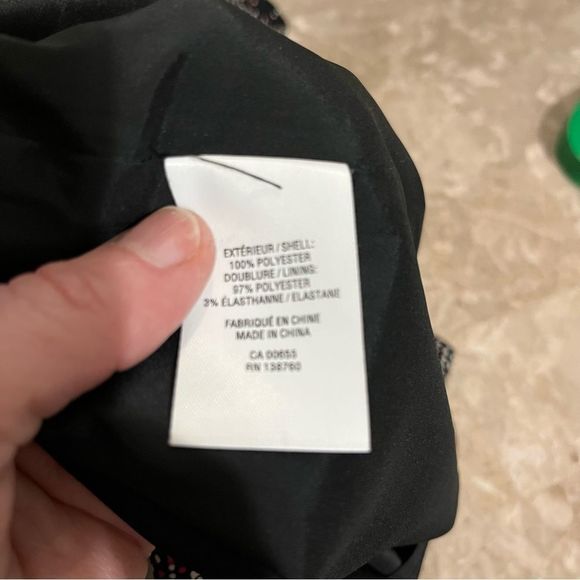 EXTÉRIEUR / SHELL:
100% POLYESTER
DOUBLURE / LINING:
97% POLYESTER
3% ÉLASTHANNE / ELASTANE
FABRIQUÉ EN CHINE
MADE IN CHINA
CA 00653
RN 138760